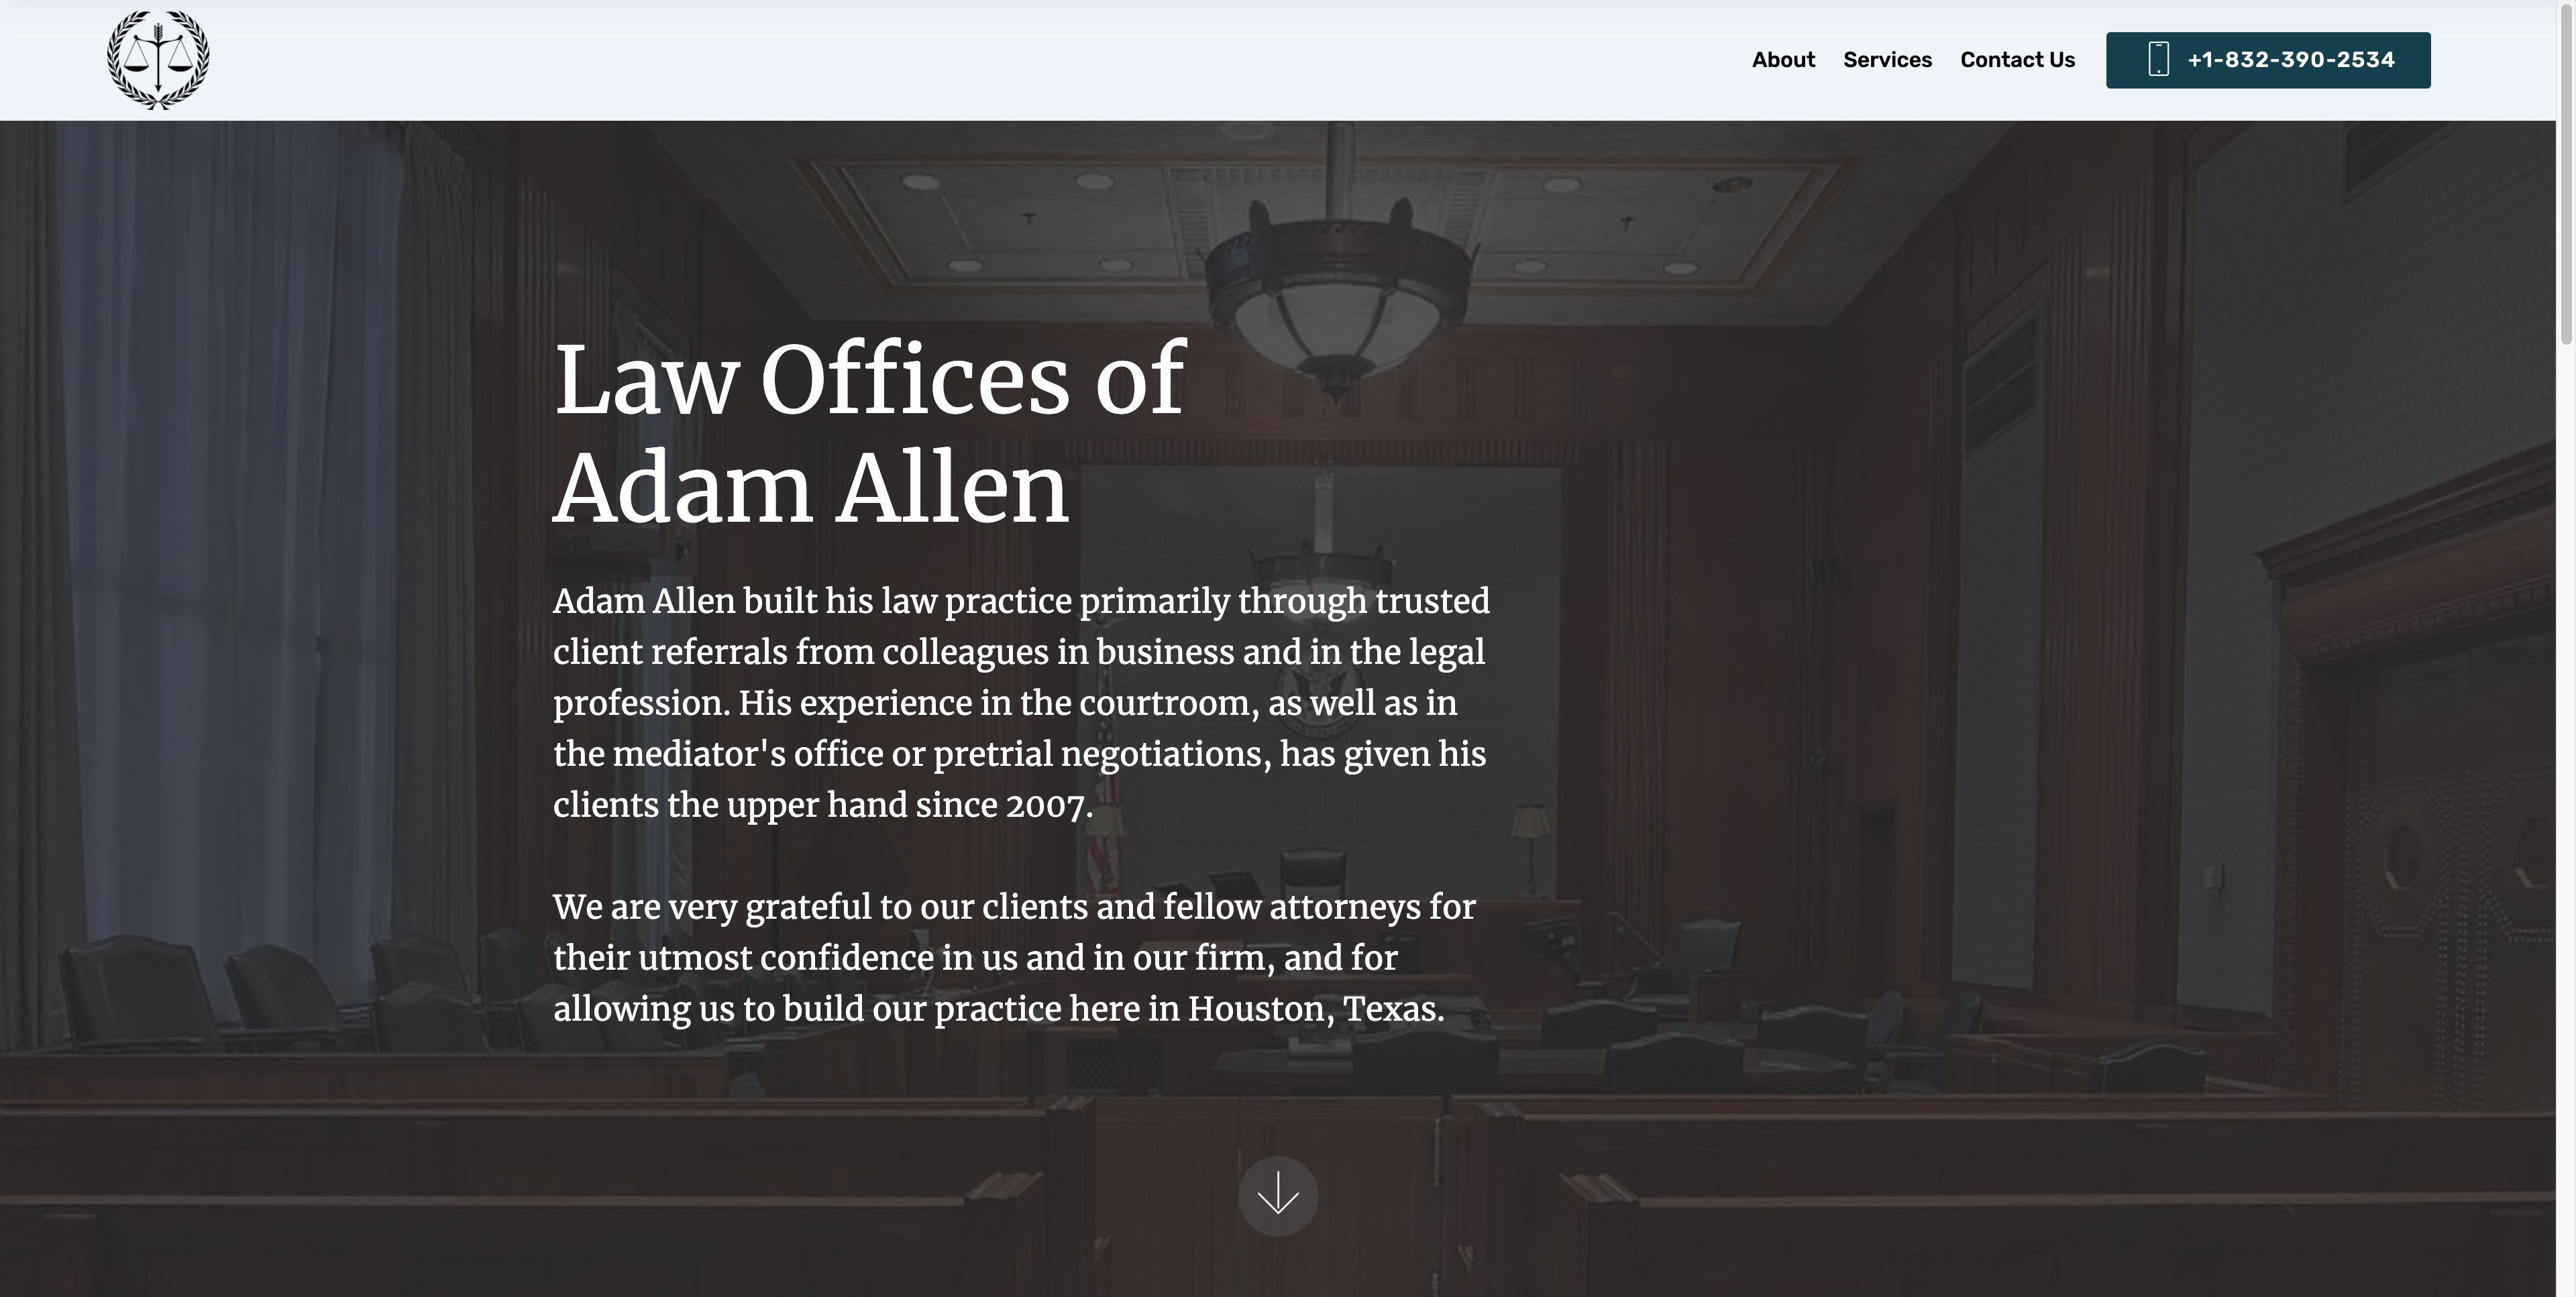 About
Services
Contact Us
+1-832-390-2534
Law Offices of
Adam Allen
Adam Allen built his law practice primarily through trusted
client referrals from colleagues in business and in the legal
profession. His experience in the courtroom, as well as in
the mediator's office or pretrial negotiations, has given his
clients the upper hand since 2007.
We are very grateful to our clients and fellow attorneys for
their utmost confidence in us and in our firm, and for
allowing us to build our practice here in Houston, Texas.